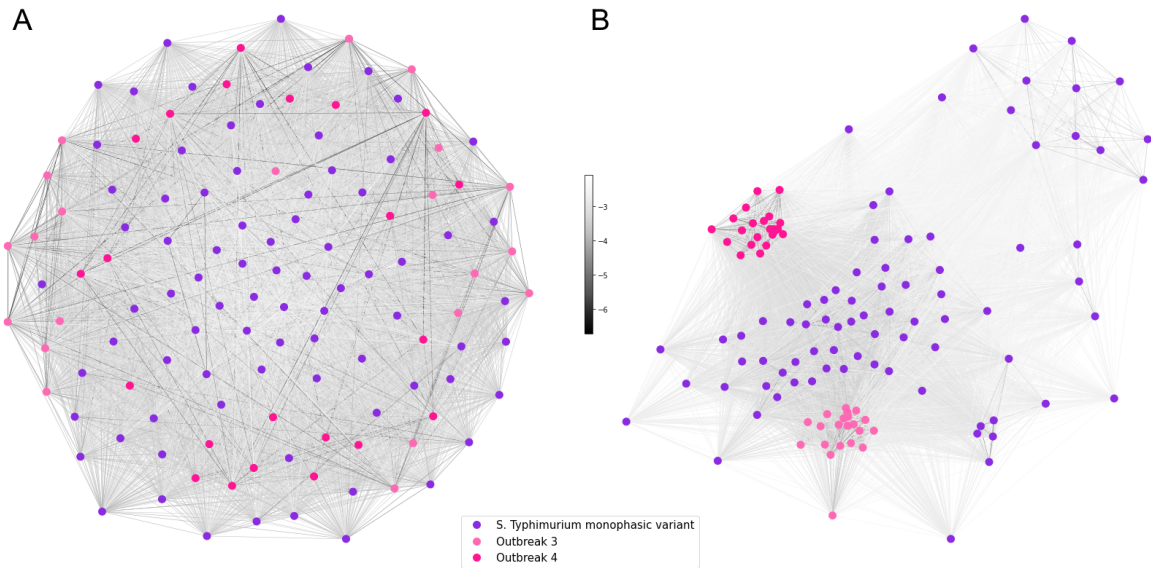 A
B
−3
−4
−5
−6
S. Typhimurium monophasic variant
Outbreak 3
Outbreak 4